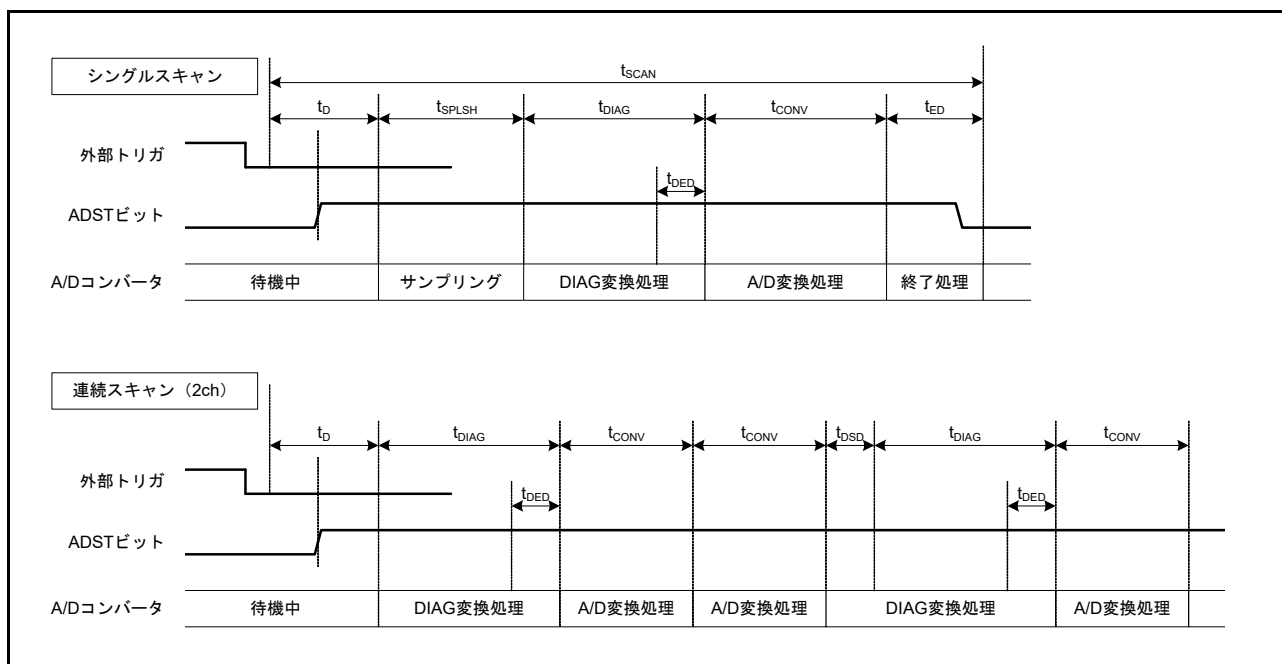 シングルスキャン
tSCAN
tD tSPLSH tDIAG tCONV tED
外部トリガ
tDED
ADSTビット
A/Dコンバータ 待機中 サンプリング DIAG変換処理 A/D変換処理 終了処理
連続スキャン（2ch）
tD tDIAG tCONV tCONV tDSD tDIAG tCONV
外部トリガ
tDED tDED
ADSTビット
A/Dコンバータ 待機中 DIAG変換処理 A/D変換処理 A/D変換処理 DIAG変換処理 A/D変換処理